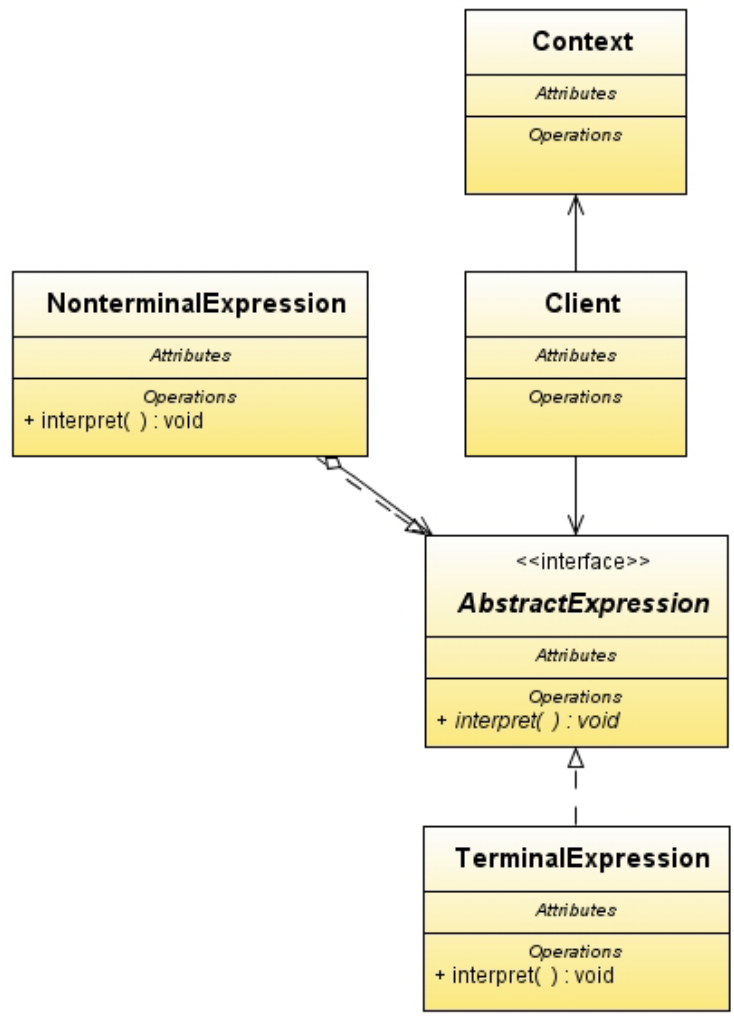 Context
Attributes
Operations
NonterminalExpression
Attributes
Operations
+ interpret( ) : void
Client
Attributes
Operations
<<interface>>
AbstractExpression
Attributes
Operations
+ interpret( ) : void
TerminalExpression
Attributes
Operations
+ interpret( ) : void